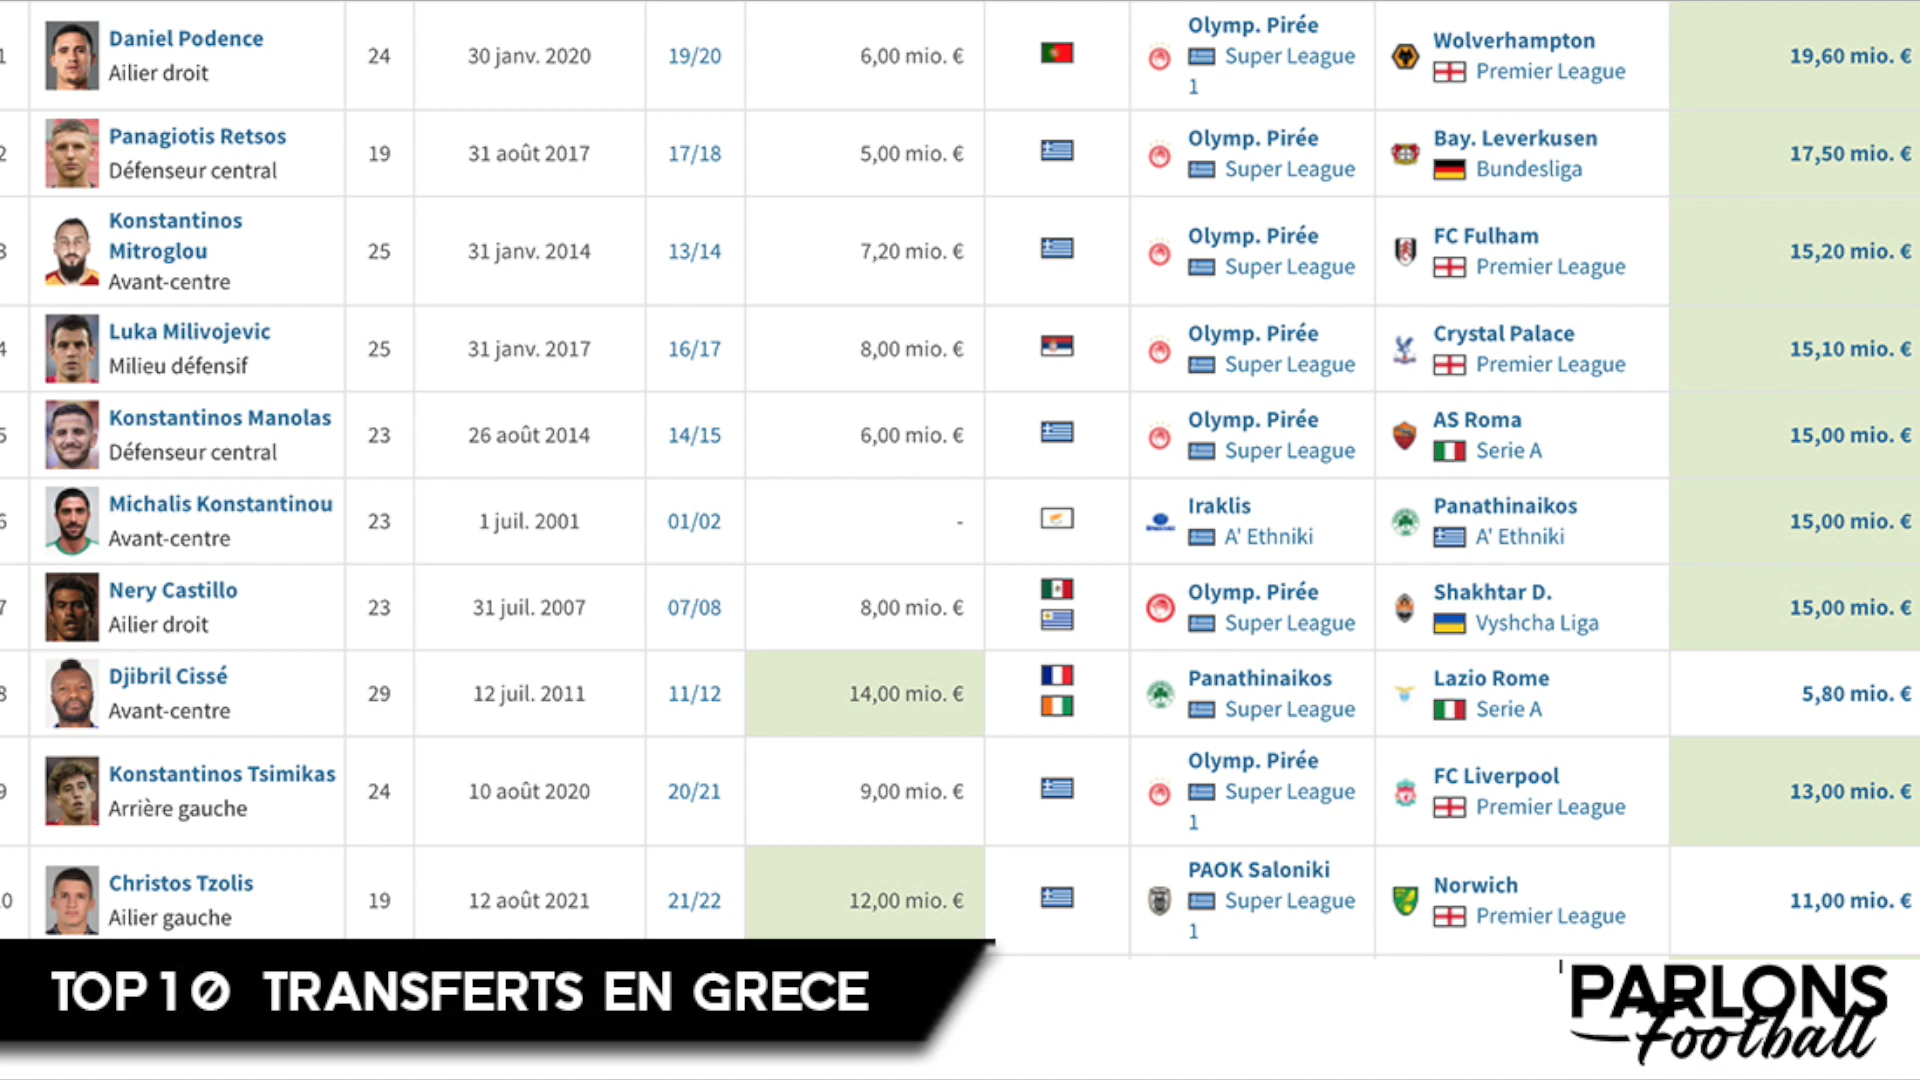 1 Daniel Podence Ailier droit 24 30 janv. 2020 19/20 6,00 mio. € Olymp. Pirée Super League 1 Wolverhampton Premier League 19,60 mio. €
2 Panagiotis Retsos Défenseur central 19 31 août 2017 17/18 5,00 mio. € Olymp. Pirée Super League Bay. Leverkusen Bundesliga 17,50 mio. €
3 Konstantinos Mitroglou Avant-centre 25 31 janv. 2014 13/14 7,20 mio. € Olymp. Pirée Super League FC Fulham Premier League 15,20 mio. €
4 Luka Milivojevic Milieu défensif 25 31 janv. 2017 16/17 8,00 mio. € Olymp. Pirée Super League Crystal Palace Premier League 15,10 mio. €
5 Konstantinos Manolas Défenseur central 23 26 août 2014 14/15 6,00 mio. € Olymp. Pirée Super League AS Roma Serie A 15,00 mio. €
6 Michalis Konstantinou Avant-centre 23 1 juil. 2001 01/02 - Iraklis A' Ethniki Panathinaikos A' Ethniki 15,00 mio. €
7 Nery Castillo Ailier droit 23 31 juil. 2007 07/08 8,00 mio. € Olymp. Pirée Super League Shakhtar D. Vyshcha Liga 15,00 mio. €
8 Djibril Cissé Avant-centre 29 12 juil. 2011 11/12 14,00 mio. € Panathinaikos Super League Lazio Rome Serie A 5,80 mio. €
9 Konstantinos Tsimikas Arrière gauche 24 10 août 2020 20/21 9,00 mio. € Olymp. Pirée Super League 1 FC Liverpool Premier League 13,00 mio. €
0 Christos Tzolis Ailier gauche 19 12 août 2021 21/22 12,00 mio. € PAOK Saloniki Super League 1 Norwich Premier League 11,00 mio. €
TOP 10 TRANSFERTS EN GRECE
PARLONS
Football